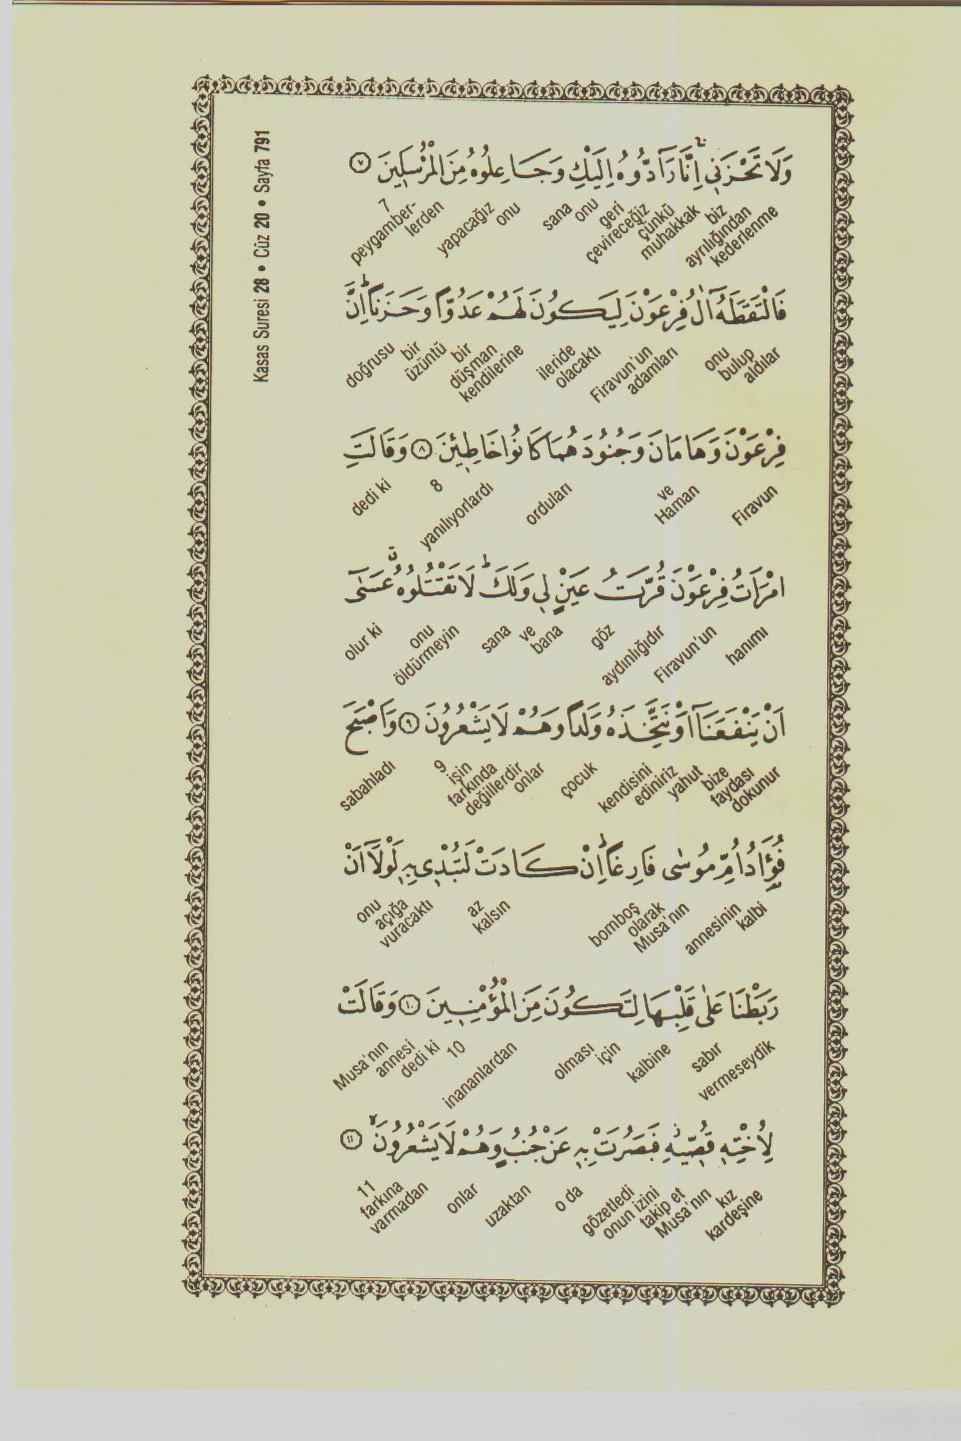 Kasas Suresi 28 • Cüz 20 • Sayfa 791
وَلَا تَحْزَنِي اِنَّا رَآدُّوهُ اِلَيْكِ وَجَاعِلُوهُ مِنَ الْمُرْسَلِينَ ٧
kederlenme ayrılığından biz muhakkak çünkü çevireceğiz geri onu sana onu yapacağız peygamber-lerden 7
فَالْتَقَطَهُٓ اٰلُ فِرْعَوْنَ لِيَكُونَ لَهُمْ عَدُوًّا وَحَزَنًا اِنَّ
aldılar bulup onu adamları Firavun'un olacaktı ileride kendilerine düşman bir üzüntü bir doğrusu
فِرْعَوْنَ وَهَامَانَ وَجُنُودَهُمَا كَانُوا خَاطِـِٔينَ ٨ وَقَالَتِ
Firavun Haman ve orduları yanılıyorlardı 8 dedi ki
امْرَاَتُ فِرْعَوْنَ قُرَّتُ عَيْنٍ لِي وَلَكَ لَا تَقْتُلُوهُ عَسٰٓى
hanımı Firavun'un aydınlığıdır göz bana ve sana öldürmeyin onu olur ki
اَنْ يَنْفَعَنَٓا اَوْ نَتَّخِذَهُ وَلَدًا وَهُمْ لَا يَشْعُرُونَ ٩ وَاَصْبَحَ
dokunur faydası bize yahut ediniriz kendisini çocuk onlar değillerdir farkında işin 9 sabahladı
فُؤٰادُ اُمِّ مُوسٰى فَارِغًا اِنْ كَادَتْ لَتُبْدِي بِهِ لَوْلَٓا اَنْ
kalbi annesinin Musa'nın olarak bomboş kalsın az vuracaktı açığa onu
رَبَطْنَا عَلٰى قَلْبِهَا لِتَكُونَ مِنَ الْمُؤْمِنِينَ ١٠ وَقَالَتْ
vermeseydik sabır kalbine için olması inananlardan 10 dedi ki annesi Musa'nın
لِاُخْتِهِ قُصِّيهِ فَبَصُرَتْ بِهِ عَنْ جُنُبٍ وَهُمْ لَا يَشْعُرُونَ ١١
kardeşine kız Musa'nın takip et onun izini gözetledi o da uzaktan onlar varmadan farkına 11